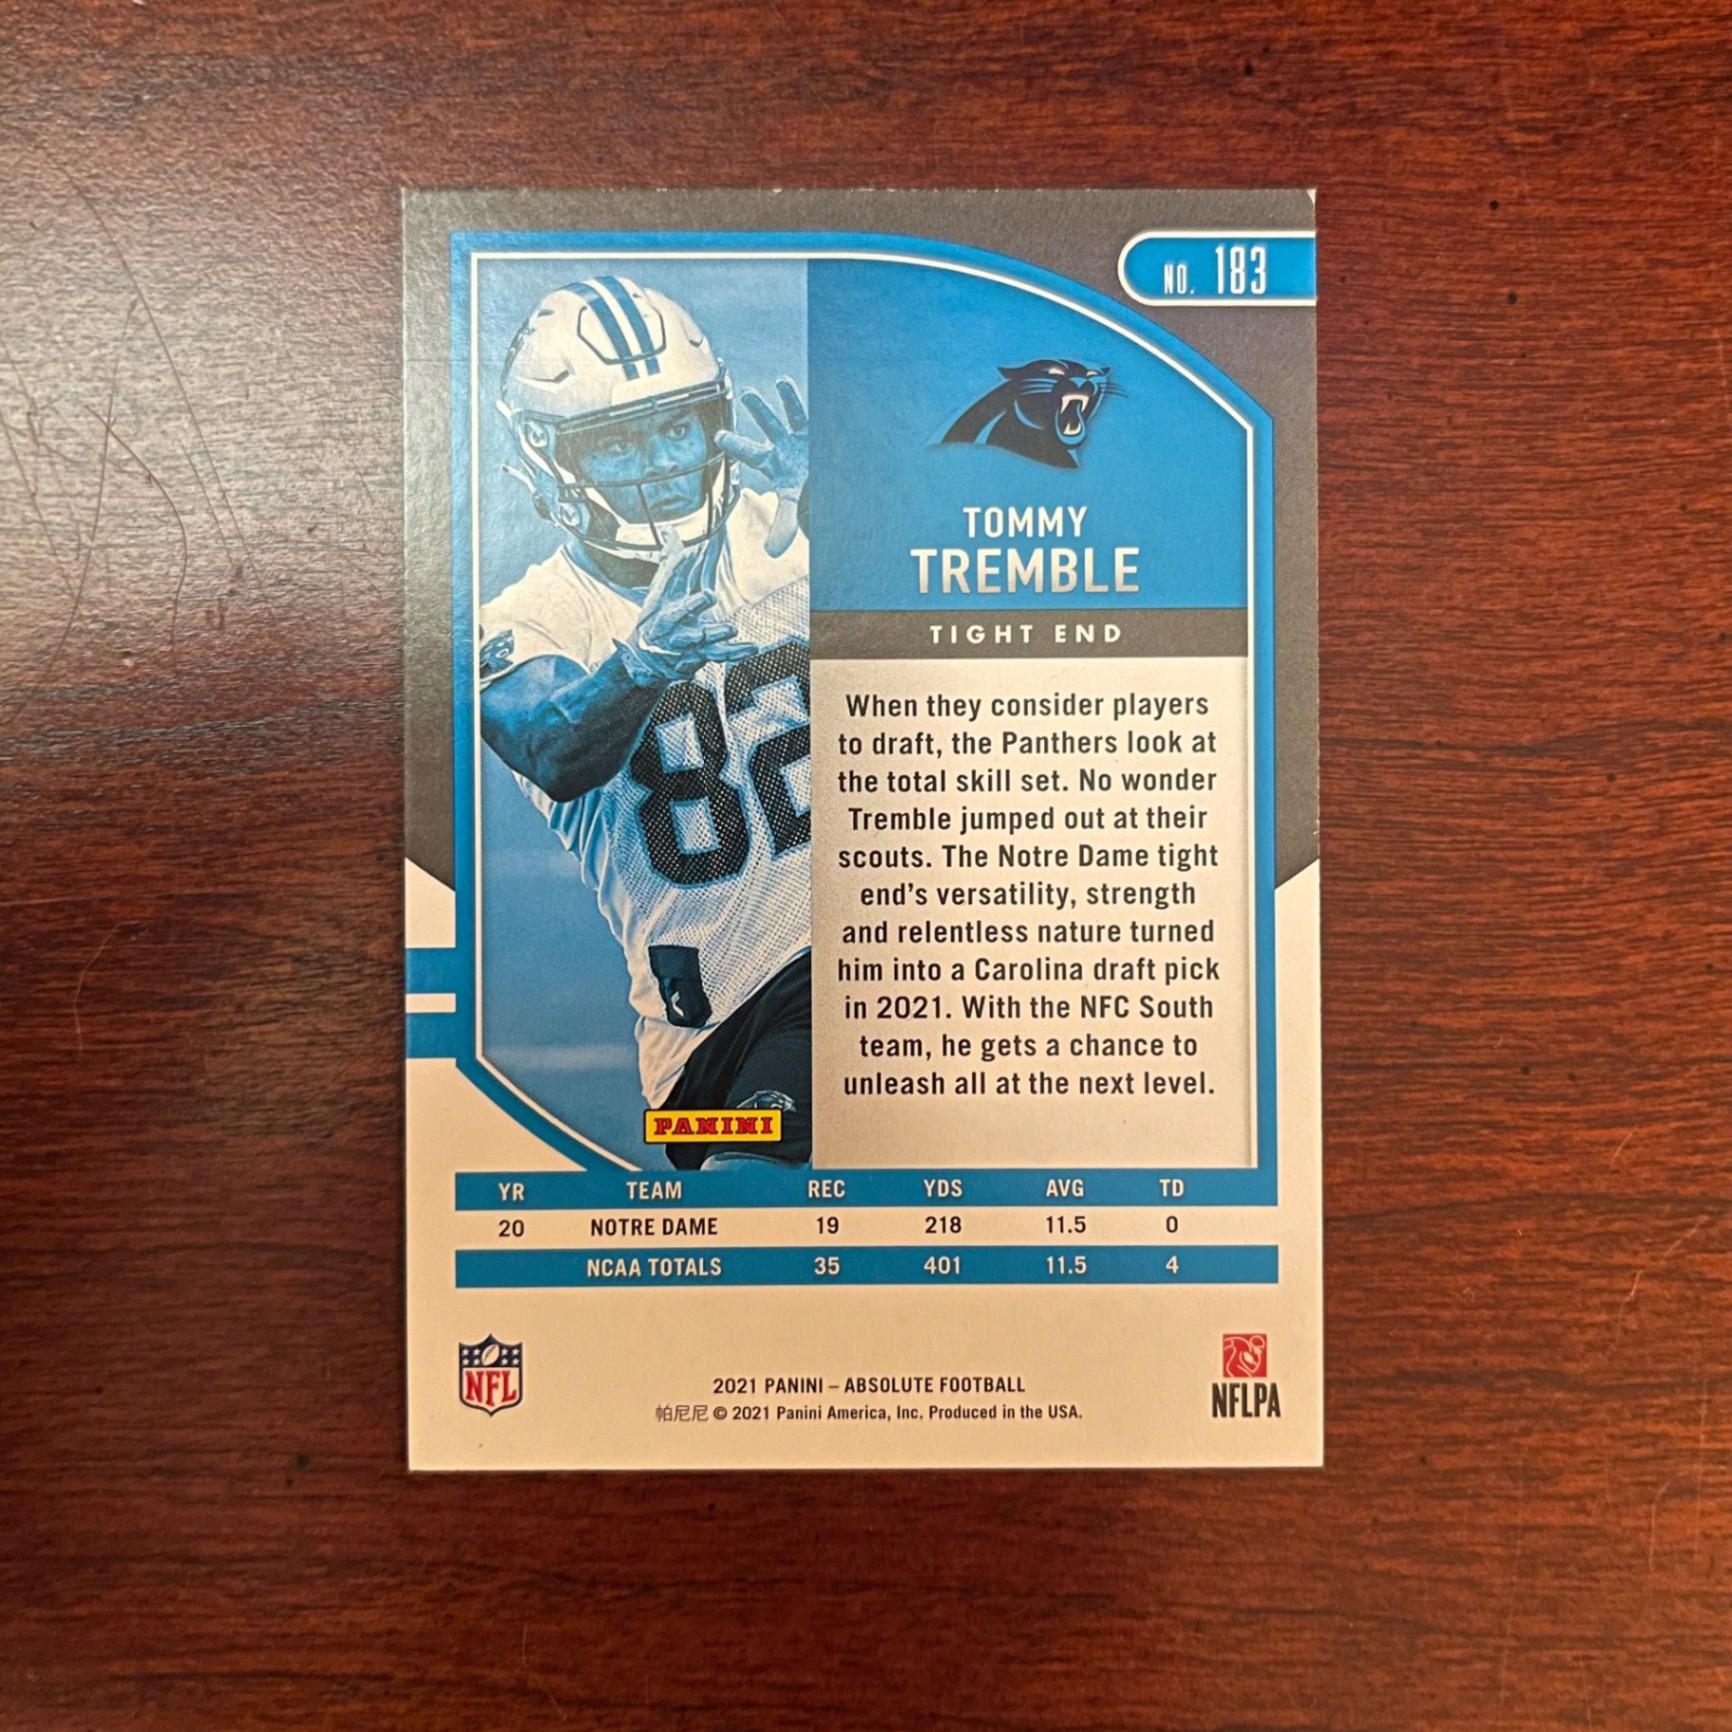 NO. 183
TOMMY
TREMBLE
TIGHT END
82
When they consider players
to draft, the Panthers look at
the total skill set. No wonder
Tremble jumped out at their
scouts. The Notre Dame tight
end's versatility, strength
and relentless nature turned
him into a Carolina draft pick
in 2021. With the NFC South
team, he gets a chance to
unleash all at the next level.
PANINI
YR TEAM REC YDS AVG TD
20 NOTRE DAME 19 218 11.5 0
NCAA TOTALS 35 401 11.5 4
NFL
NFLPA
2021 PANINI – ABSOLUTE FOOTBALL
帕尼尼 © 2021 Panini America, Inc. Produced in the USA.